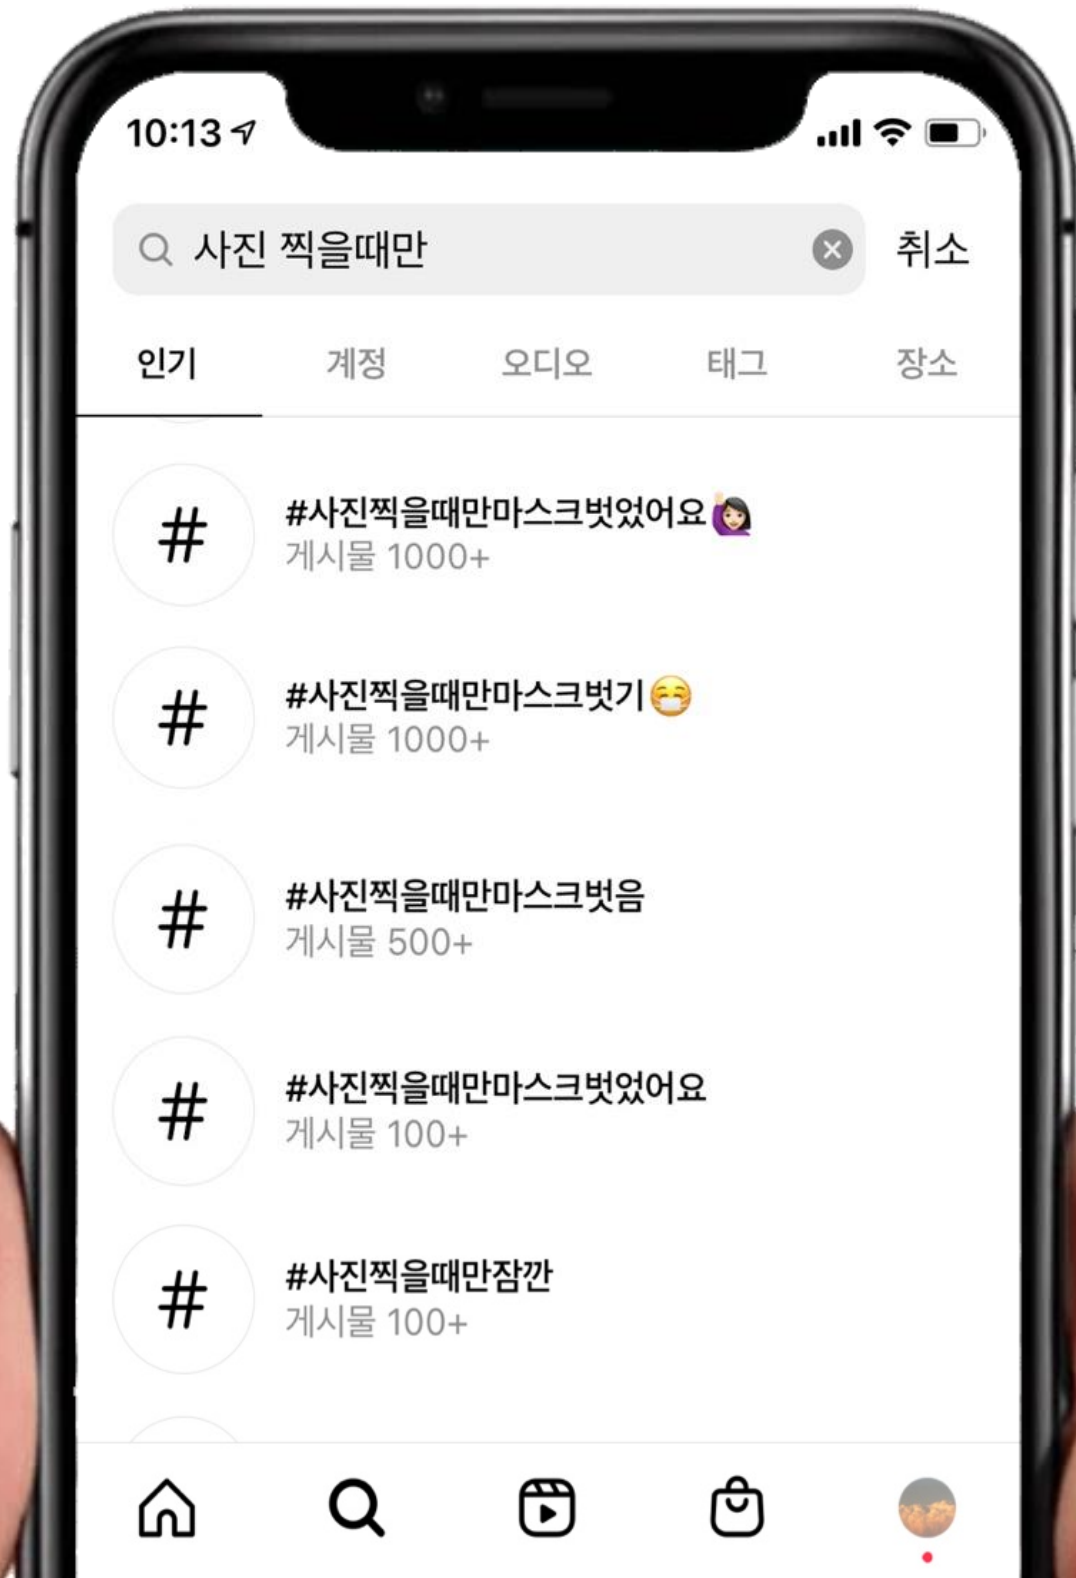 10:13
사진 찍을때만 취소
인기 계정 오디오 태그 장소
#
#사진찍을때만마스크벗었어요🙋🏻‍♀️
게시물 1000+
#
#사진찍을때만마스크벗기😷
게시물 1000+
#
#사진찍을때만마스크벗음
게시물 500+
#
#사진찍을때만마스크벗었어요
게시물 100+
#
#사진찍을때만잠깐
게시물 100+